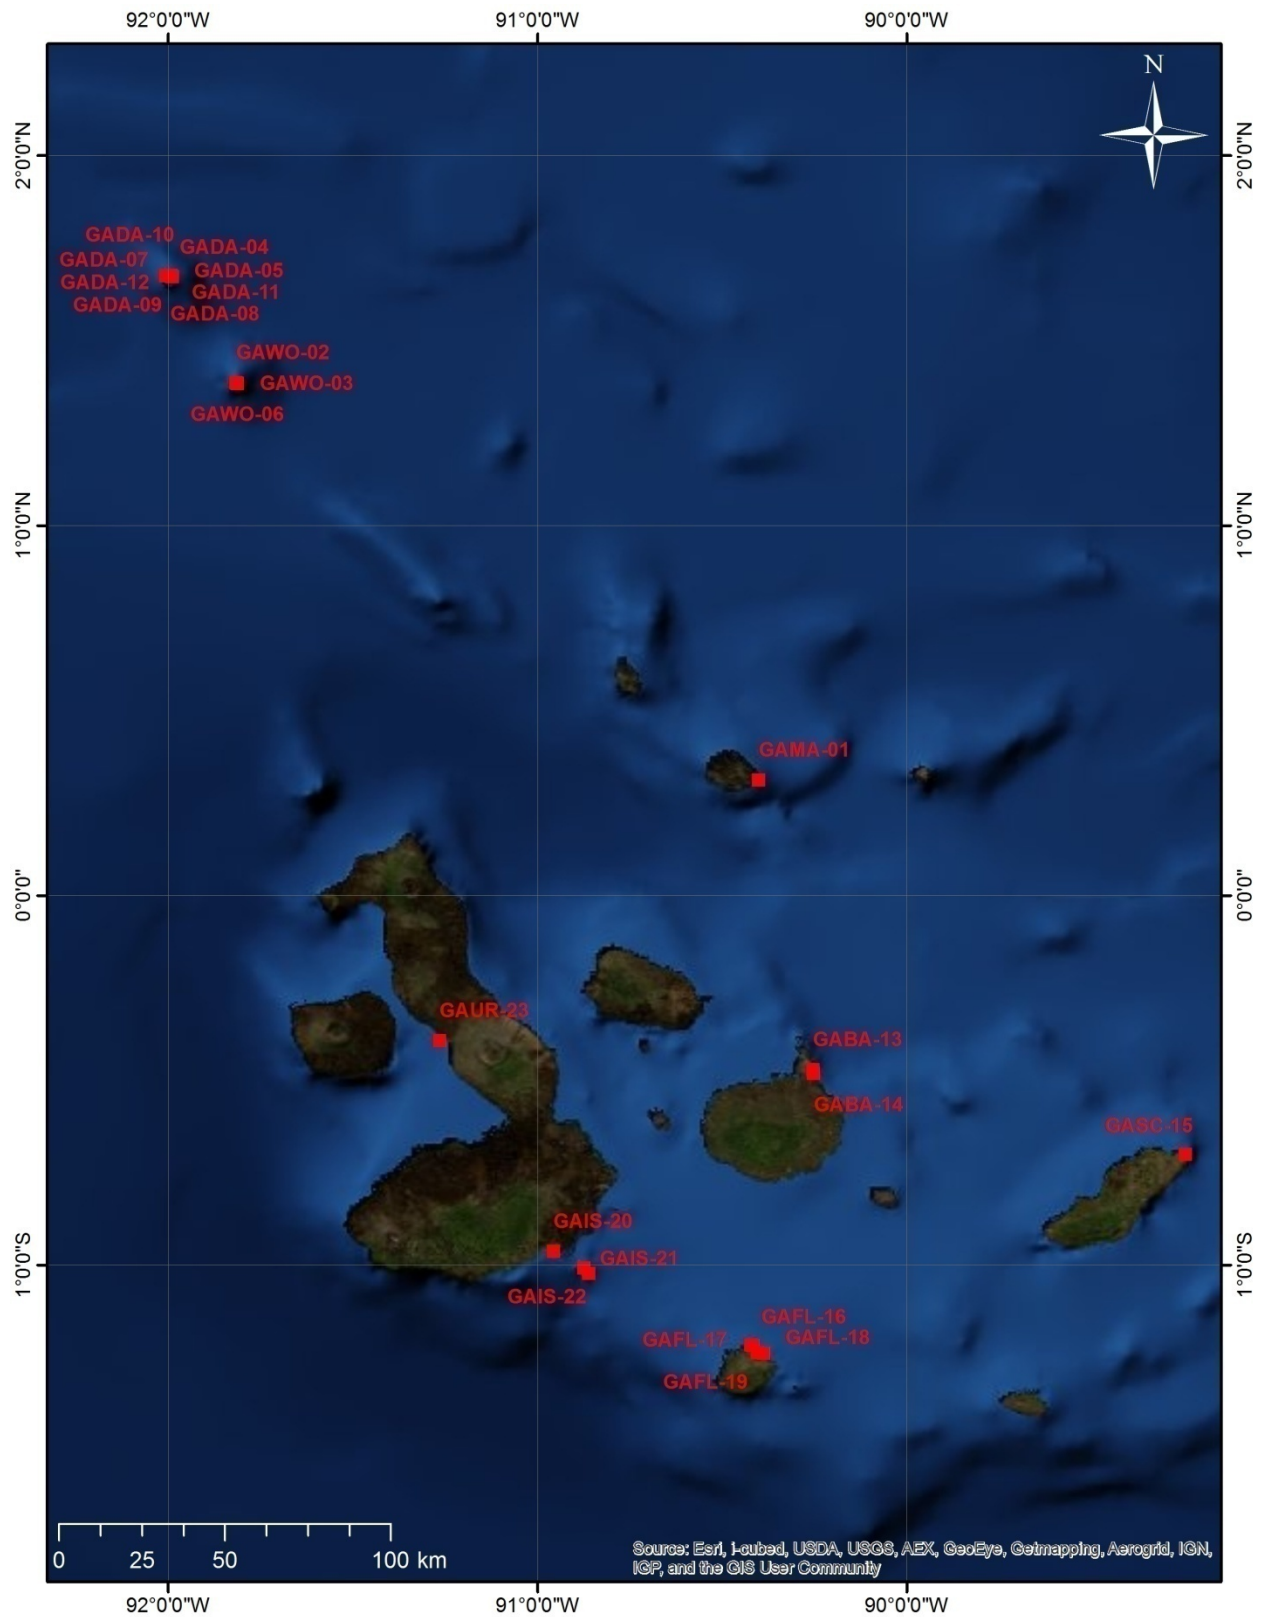 92°0'0"W 91°0'0"W 90°0'0"W
N
2°0'0"N 2°0'0"N
GADA-10
GADA-04
GADA-07
GADA-05
GADA-12
GADA-11
GADA-09
GADA-08
GAWO-02
GAWO-03
GAWO-06
1°0'0"N 1°0'0"N
GAMA-01
0°0'0" 0°0'0"
GAUR-23
GABA-13
GABA-14
GASC-15
GAIS-20
GAIS-21
1°0'0"S 1°0'0"S
GAIS-22
GAFL-16
GAFL-17
GAFL-18
GAFL-19
0 25 50 100 km
Source: Esri, i-cubed, USDA, USGS, AEX, GeoEye, Getmapping, Aerogrid, IGN,
IGP, and the GIS User Community
92°0'0"W 91°0'0"W 90°0'0"W